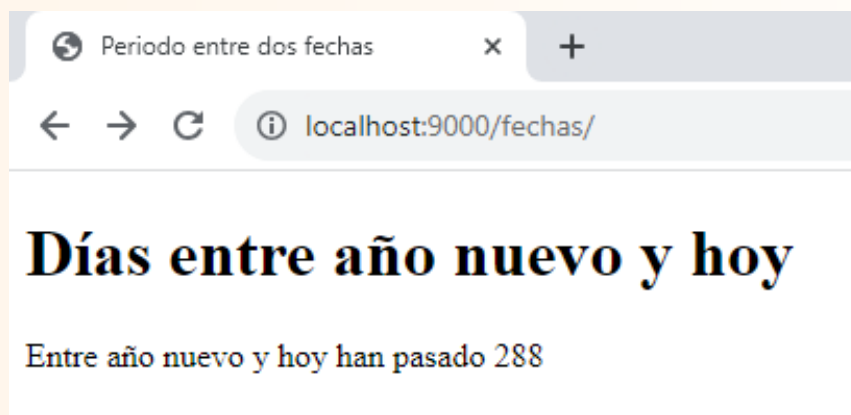 Periodo entre dos fechas
localhost:9000/fechas/
Días entre año nuevo y hoy
Entre año nuevo y hoy han pasado 288